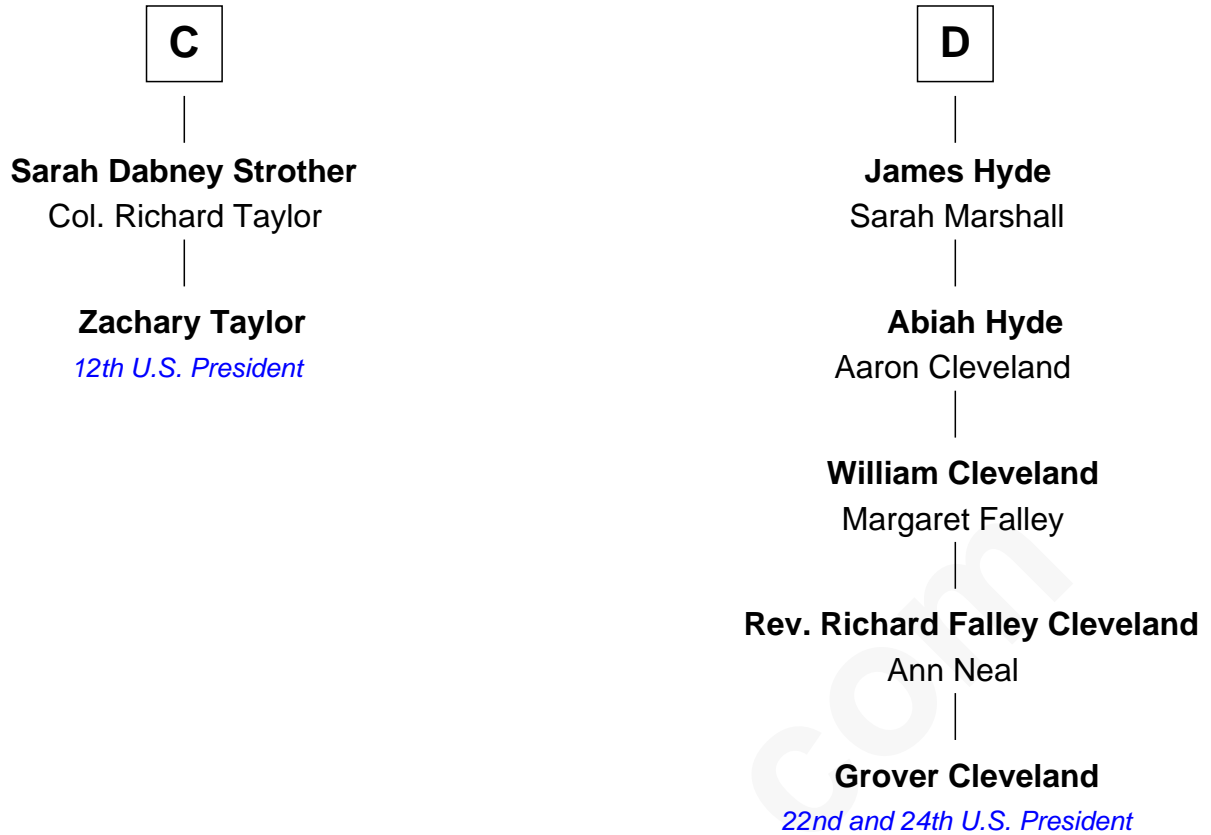 C
Sarah Dabney Strother
Col. Richard Taylor
Zachary Taylor
12th U.S. President
D
James Hyde
Sarah Marshall
Abiah Hyde
Aaron Cleveland
William Cleveland
Margaret Falley
Rev. Richard Falley Cleveland
Ann Neal
Grover Cleveland
22nd and 24th U.S. President
com